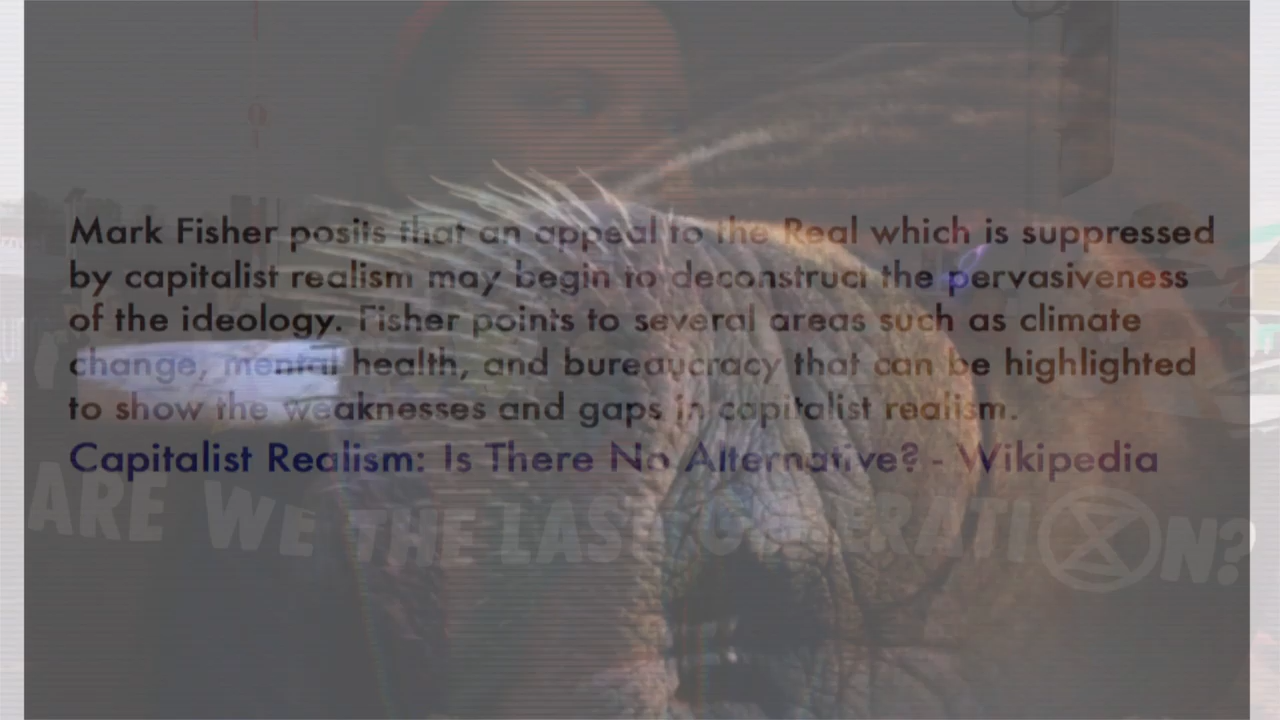 Mark Fisher posits that an appeal to the Real which is suppressed
by capitalist realism may begin to deconstruct the pervasiveness
of the ideology. Fisher points to several areas such as climate
change, mental health, and bureaucracy that can be highlighted
to show the weaknesses and gaps in capitalist realism.
Capitalist Realism: Is There No Alternative? - Wikipedia
ARE WE THE LAST GENERATION?